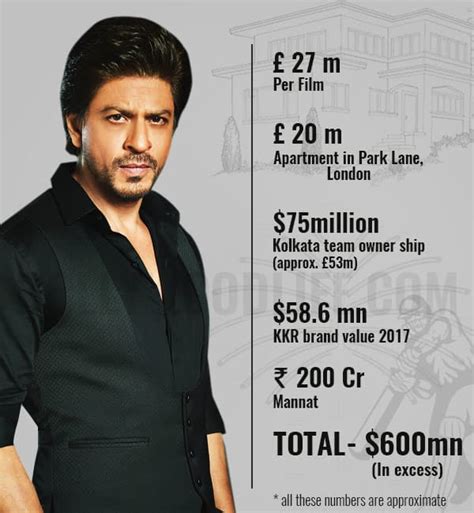 £ 27 m
Per Film
£ 20 m
Apartment in Park Lane,
London
$75million
Kolkata team owner ship
(approx. £53m)
$58.6 mn
KKR brand value 2017
₹ 200 Cr
Mannat
TOTAL- $600mn
(In excess)
* all these numbers are approximate